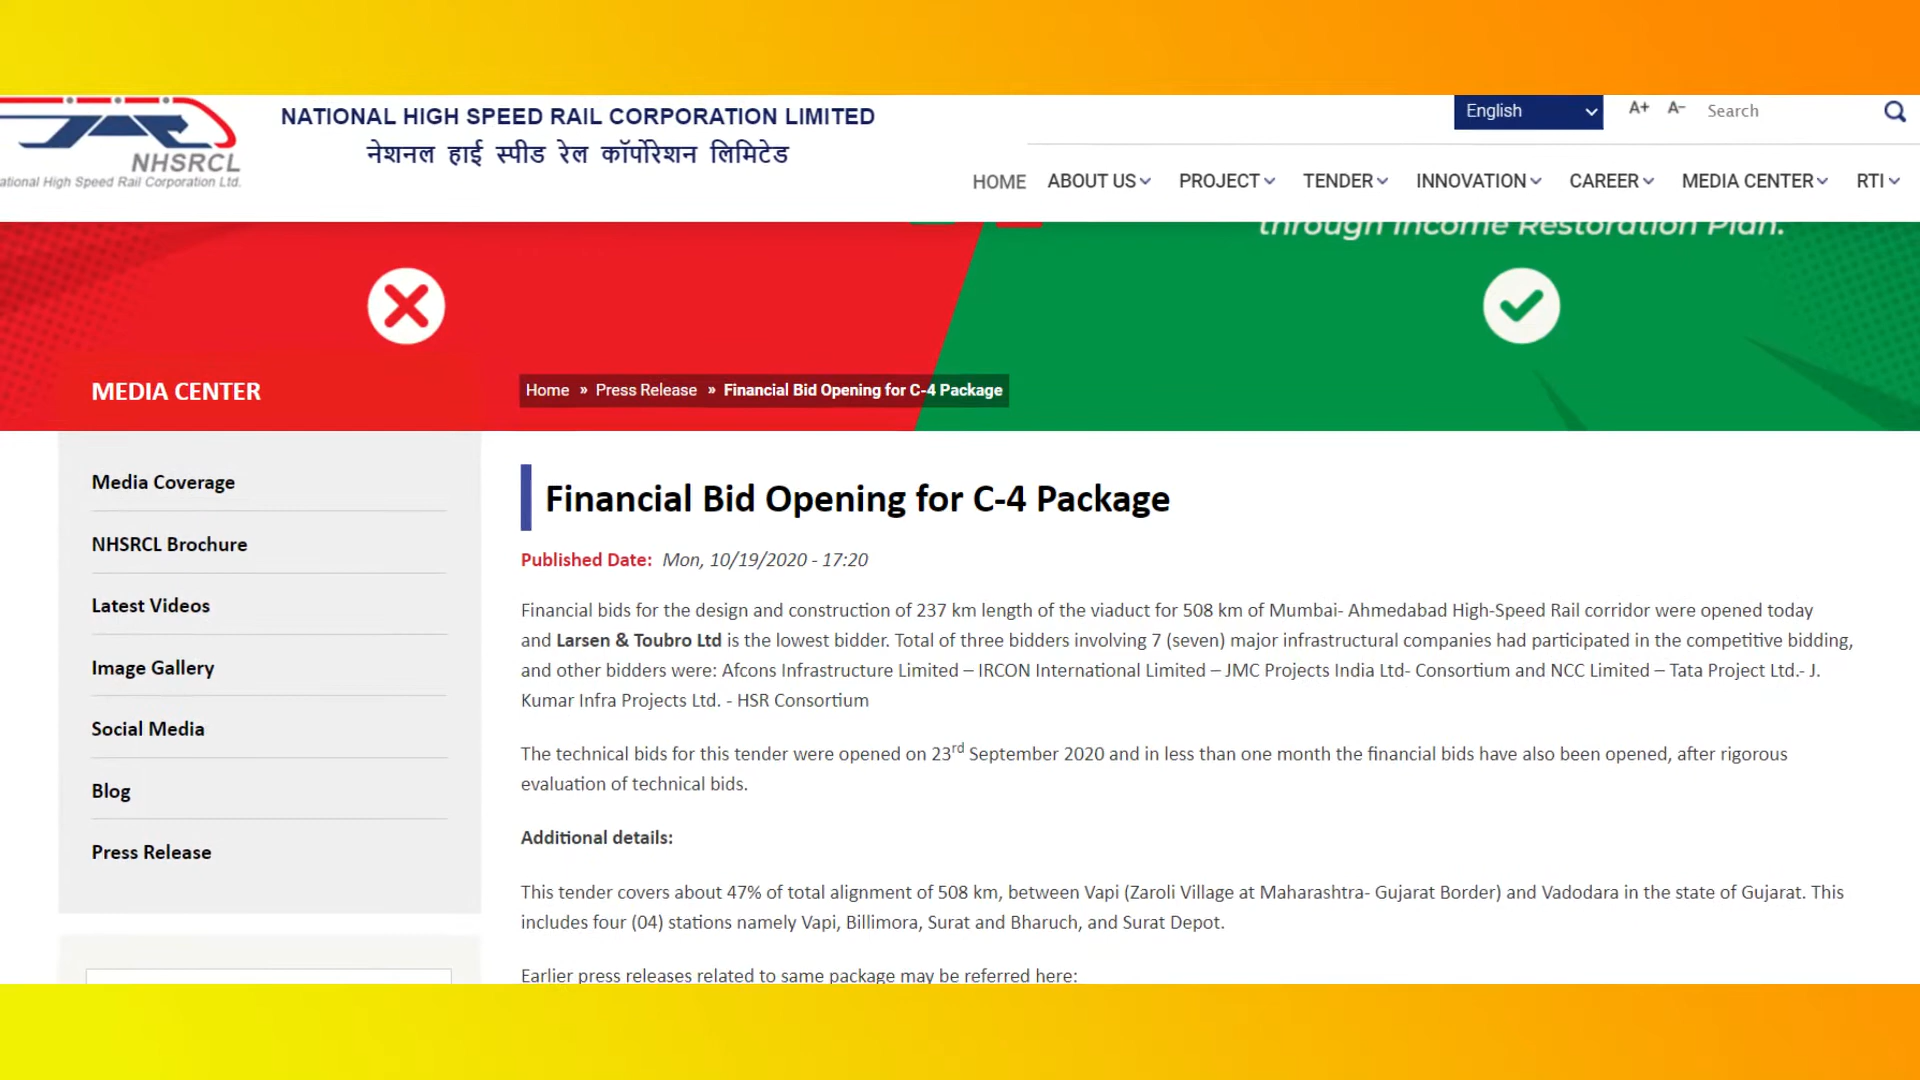 NATIONAL HIGH SPEED RAIL CORPORATION LIMITED
नेशनल हाई स्पीड रेल कॉर्पोरेशन लिमिटेड
NHSRCL
ational High Speed Rail Corporation Ltd.
English
A+ A- Search
HOME ABOUT US PROJECT TENDER INNOVATION CAREER MEDIA CENTER RTI
through Income Restoration Plan.
MEDIA CENTER
Home » Press Release » Financial Bid Opening for C-4 Package
Media Coverage
NHSRCL Brochure
Latest Videos
Image Gallery
Social Media
Blog
Press Release
Financial Bid Opening for C-4 Package
Published Date: Mon, 10/19/2020 - 17:20
Financial bids for the design and construction of 237 km length of the viaduct for 508 km of Mumbai- Ahmedabad High-Speed Rail corridor were opened today
and Larsen & Toubro Ltd is the lowest bidder. Total of three bidders involving 7 (seven) major infrastructural companies had participated in the competitive bidding,
and other bidders were: Afcons Infrastructure Limited – IRCON International Limited – JMC Projects India Ltd- Consortium and NCC Limited – Tata Project Ltd.- J.
Kumar Infra Projects Ltd. - HSR Consortium
The technical bids for this tender were opened on 23rd September 2020 and in less than one month the financial bids have also been opened, after rigorous
evaluation of technical bids.
Additional details:
This tender covers about 47% of total alignment of 508 km, between Vapi (Zaroli Village at Maharashtra- Gujarat Border) and Vadodara in the state of Gujarat. This
includes four (04) stations namely Vapi, Billimora, Surat and Bharuch, and Surat Depot.
Earlier press releases related to same package may be referred here: